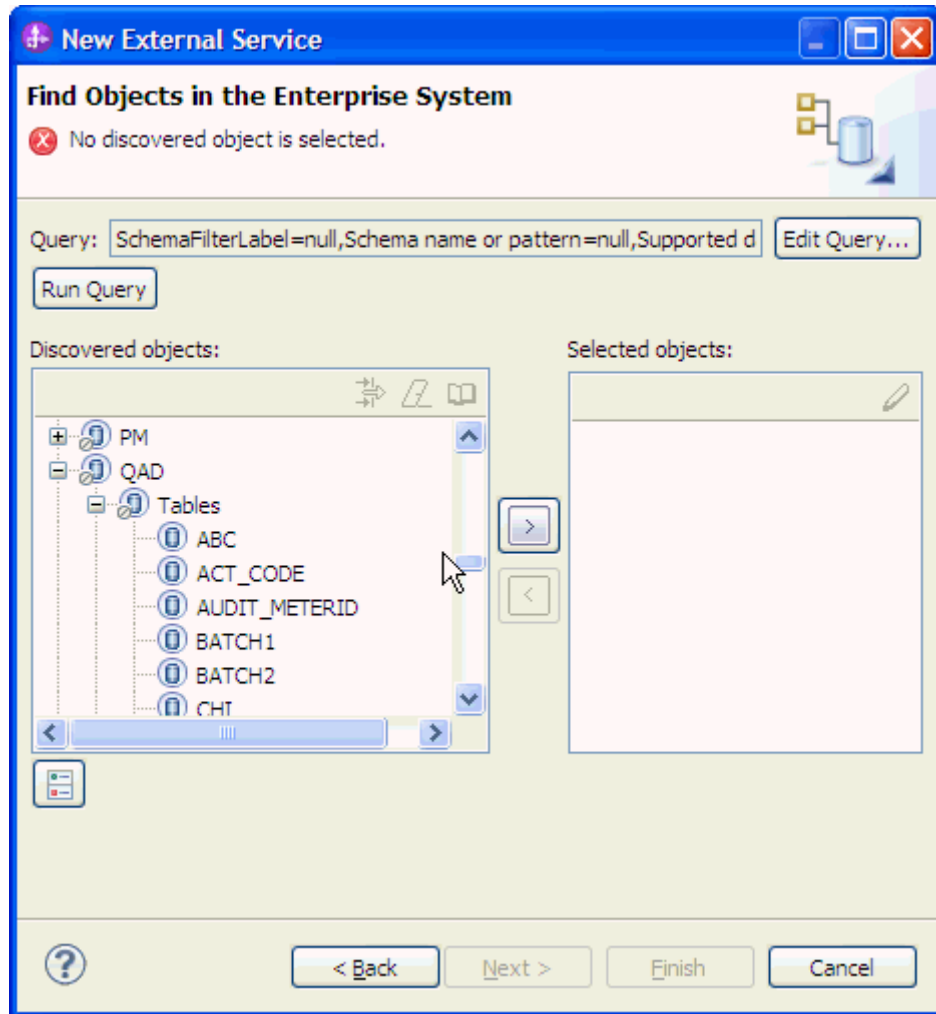 New External Service
Find Objects in the Enterprise System
No discovered object is selected.
Query: SchemaFilterLabel=null,Schema name or pattern=null,Supported d Edit Query...
Run Query
Discovered objects: Selected objects:
PM
QAD
Tables
ABC
ACT_CODE
AUDIT_METERID
BATCH1
BATCH2
CHI
>
<
< Back Next > Finish Cancel